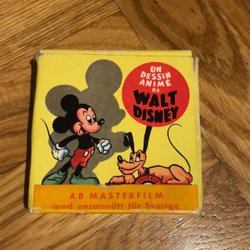 UN
DESSIN
ANIMÉ
DE
WALT
DISNEY
AB MASTERFILM
med ensamrätt för Sverige